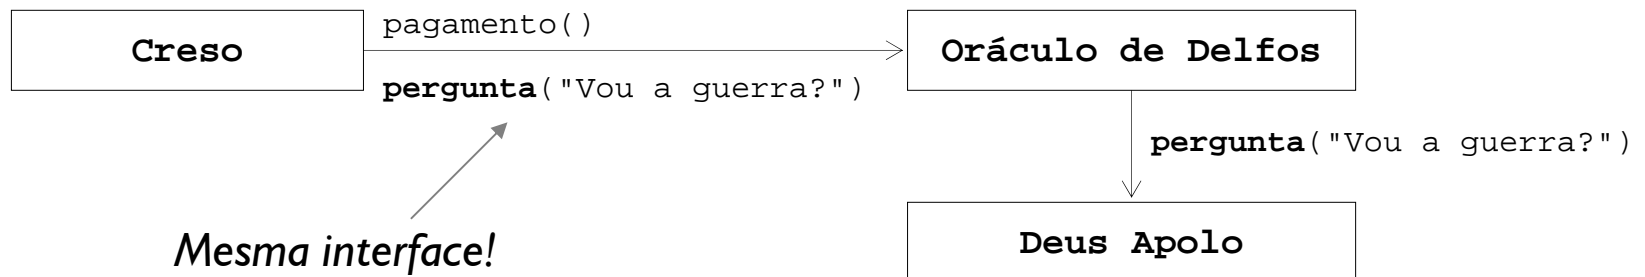 Creso
pagamento()
pergunta("Vou a guerra?")
Oráculo de Delfos
pergunta("Vou a guerra?")
Mesma interface!
Deus Apolo